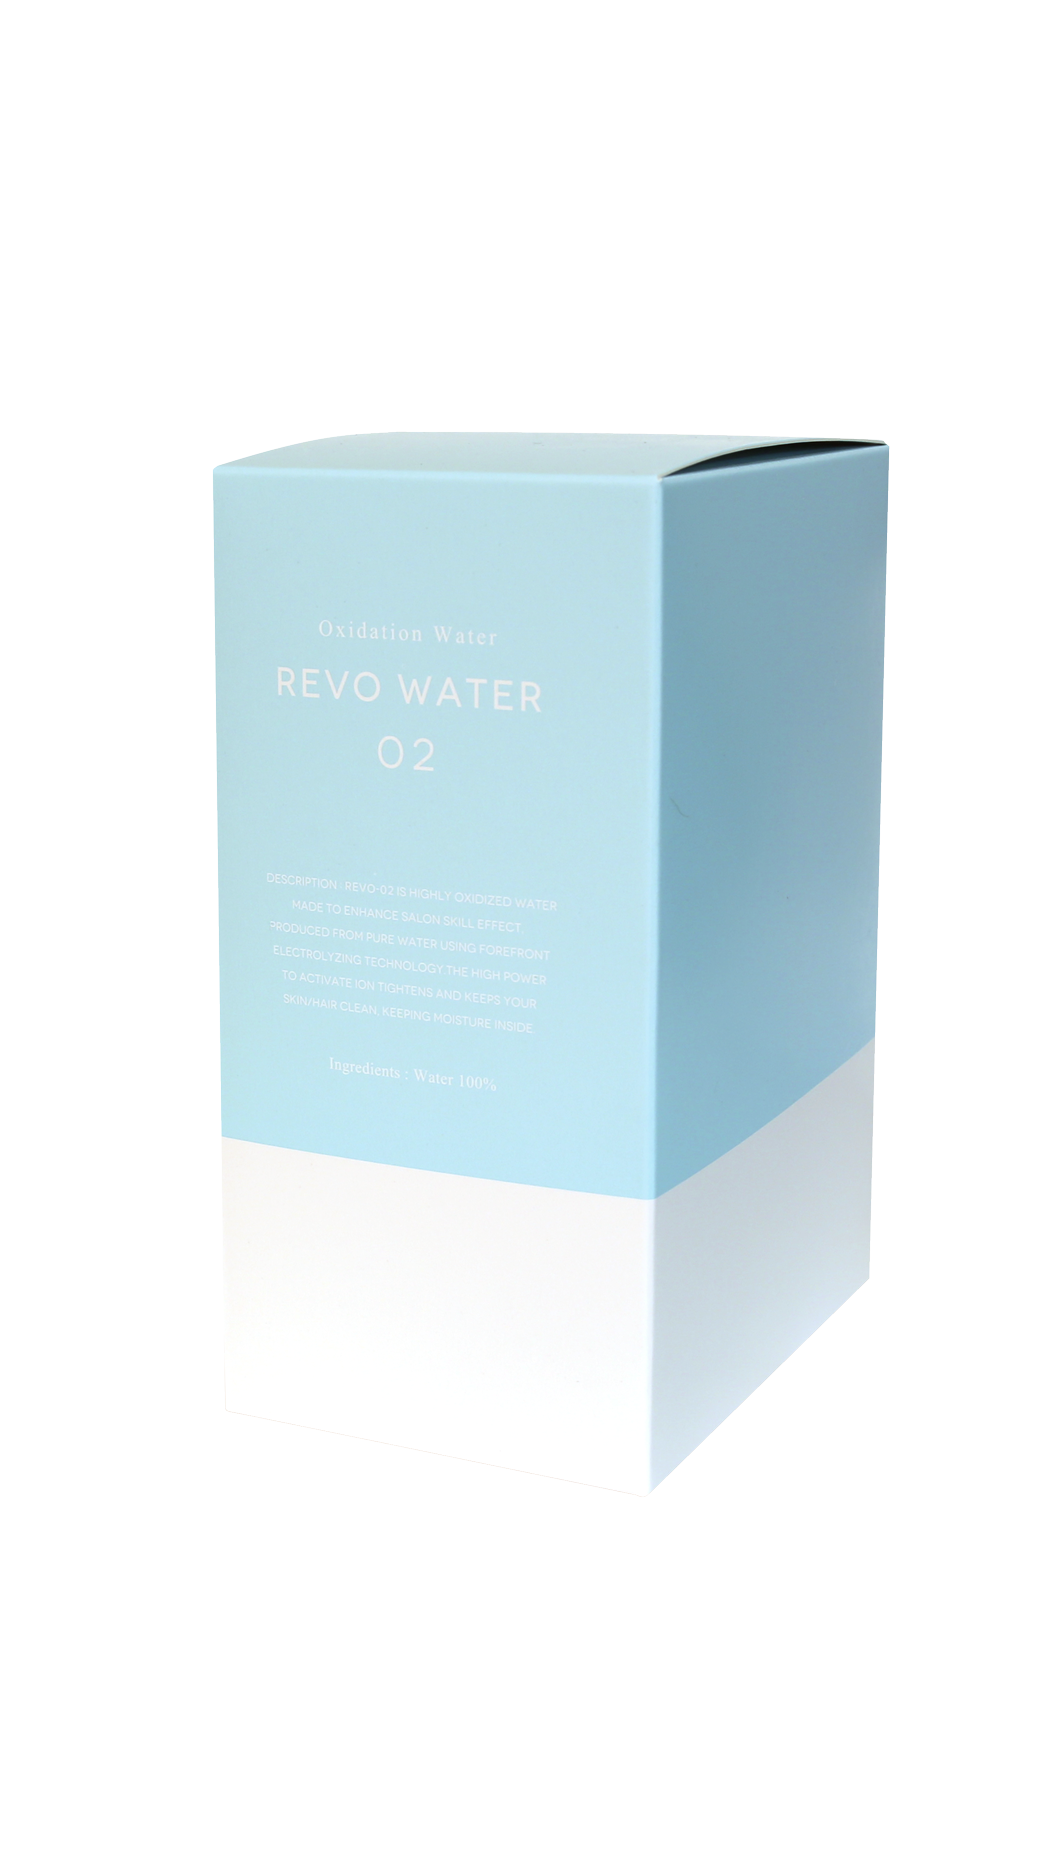 Oxidation Water
REVO WATER
02
DESCRIPTION : REVO-02 IS HIGHLY OXIDIZED WATER
MADE TO ENHANCE SALON SKILL EFFECT.
PRODUCED FROM PURE WATER USING FOREFRONT
ELECTROLYZING TECHNOLOGY.THE HIGH POWER
TO ACTIVATE ION TIGHTENS AND KEEPS YOUR
SKIN/HAIR CLEAN, KEEPING MOISTURE INSIDE.
Ingredients : Water 100%